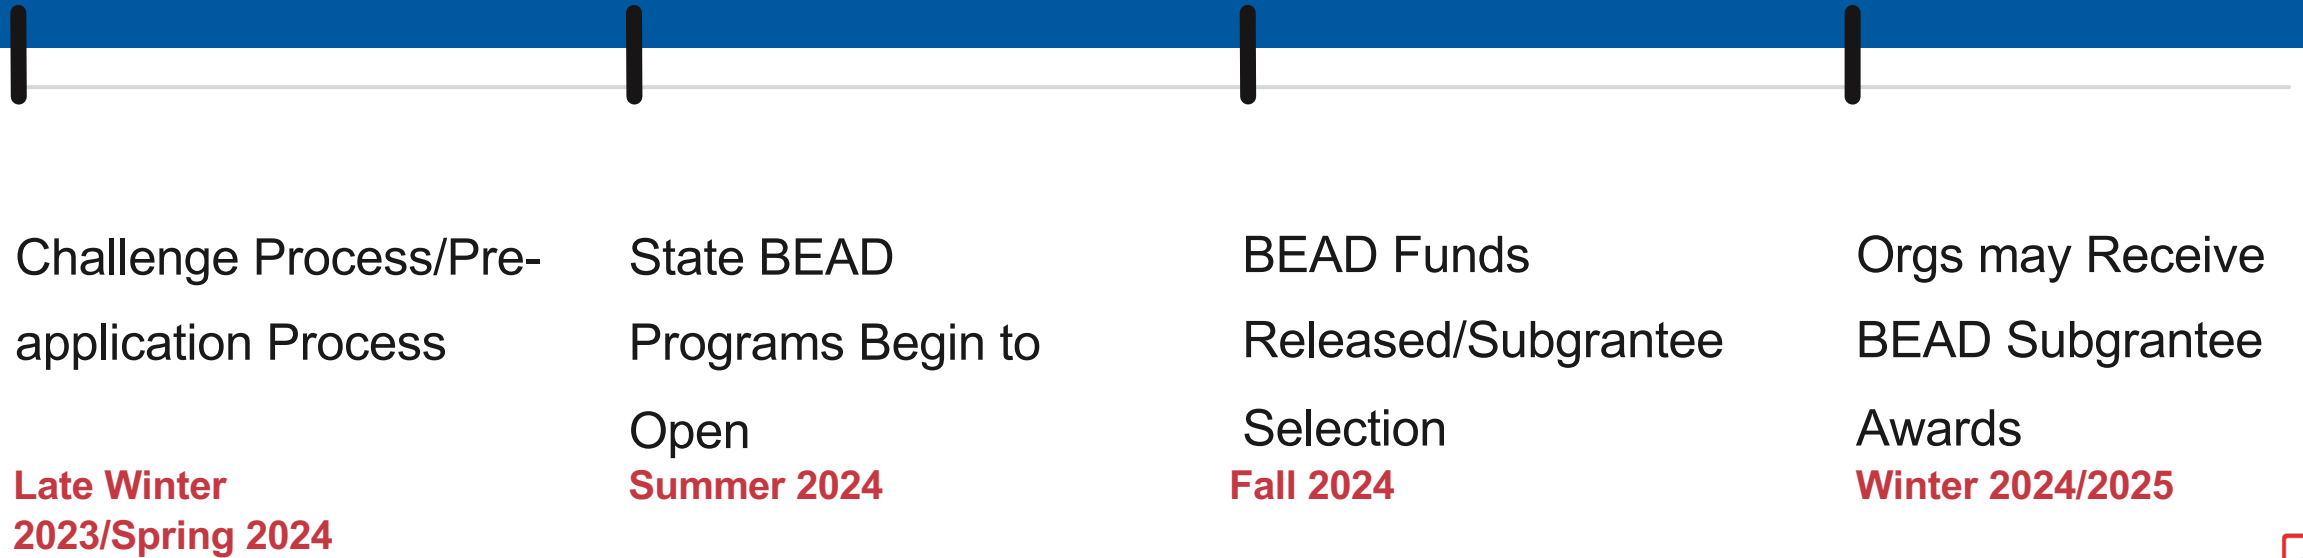 Challenge Process/Pre-
application Process
Late Winter
2023/Spring 2024
State BEAD
Programs Begin to
Open
Summer 2024
BEAD Funds
Released/Subgrantee
Selection
Fall 2024
Orgs may Receive
BEAD Subgrantee
Awards
Winter 2024/2025